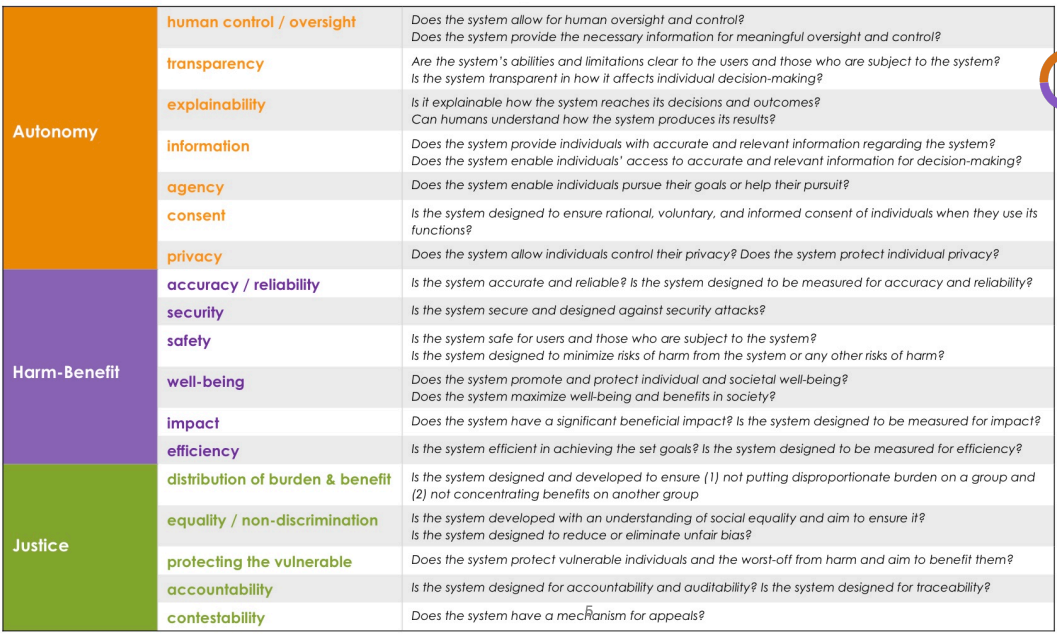 Autonomy
human control / oversight
Does the system allow for human oversight and control?
Does the system provide the necessary information for meaningful oversight and control?
transparency
Are the system's abilities and limitations clear to the users and those who are subject to the system?
Is the system transparent in how it affects individual decision-making?
explainability
Is it explainable how the system reaches its decisions and outcomes?
Can humans understand how the system produces its results?
information
Does the system provide individuals with accurate and relevant information regarding the system?
Does the system enable individuals' access to accurate and relevant information for decision-making?
agency
Does the system enable individuals pursue their goals or help their pursuit?
consent
Is the system designed to ensure rational, voluntary, and informed consent of individuals when they use its
functions?
privacy
Does the system allow individuals control their privacy? Does the system protect individual privacy?
Harm-Benefit
accuracy / reliability
Is the system accurate and reliable? Is the system designed to be measured for accuracy and reliability?
security
Is the system secure and designed against security attacks?
safety
Is the system safe for users and those who are subject to the system?
Is the system designed to minimize risks of harm from the system or any other risks of harm?
well-being
Does the system promote and protect individual and societal well-being?
Does the system maximize well-being and benefits in society?
impact
Does the system have a significant beneficial impact? Is the system designed to be measured for impact?
efficiency
Is the system efficient in achieving the set goals? Is the system designed to be measured for efficiency?
Justice
distribution of burden & benefit
Is the system designed and developed to ensure (1) not putting disproportionate burden on a group and
(2) not concentrating benefits on another group
equality / non-discrimination
Is the system developed with an understanding of social equality and aim to ensure it?
Is the system designed to reduce or eliminate unfair bias?
protecting the vulnerable
Does the system protect vulnerable individuals and the worst-off from harm and aim to benefit them?
accountability
Is the system designed for accountability and auditability? Is the system designed for traceability?
contestability
Does the system have a mechanism for appeals?
5